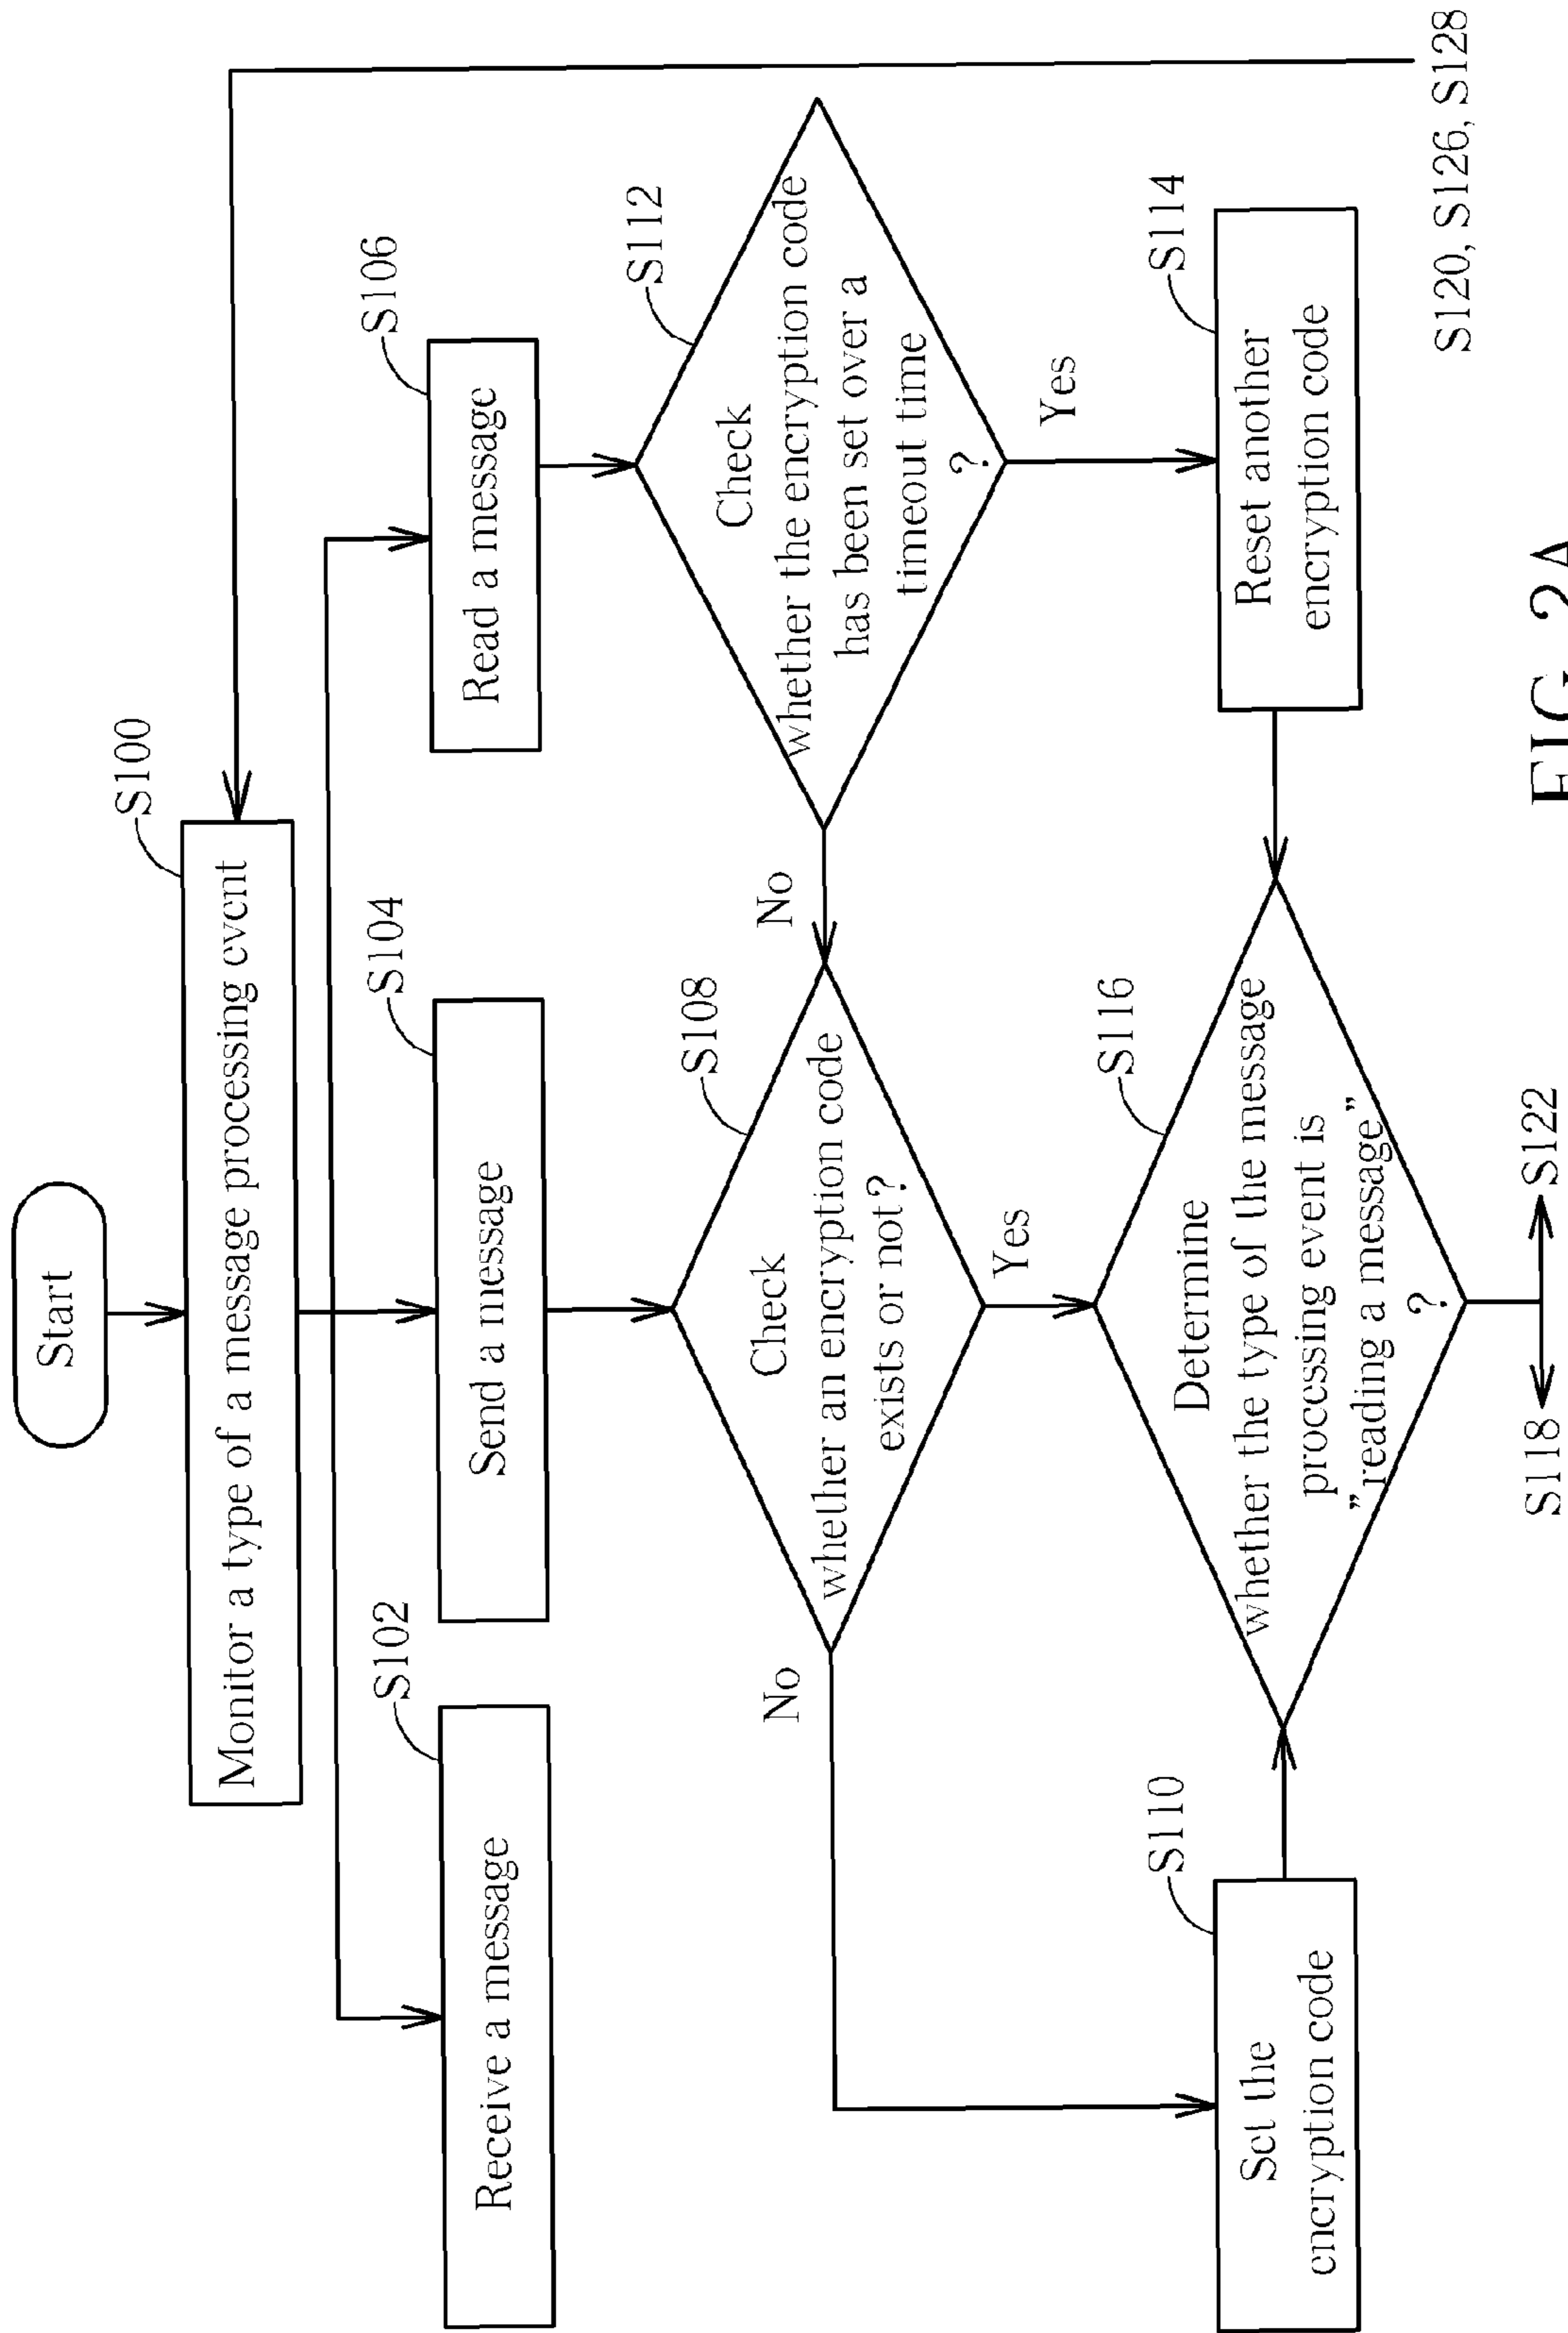 Start
S100
Monitor a type of a message processing event
S102
Receive a message
S104
Send a message
S106
Read a message
S108
Check
whether an encryption code
exists or not?
No
Yes
S112
Check
whether the encryption code
has been set over a
timeout time
?
No
Yes
S110
Set the
encryption code
S116
Determine
whether the type of the message
processing event is
"reading a message"
?
S114
Reset another
encryption code
S118
S122
S120, S126, S128
FIG. 2A